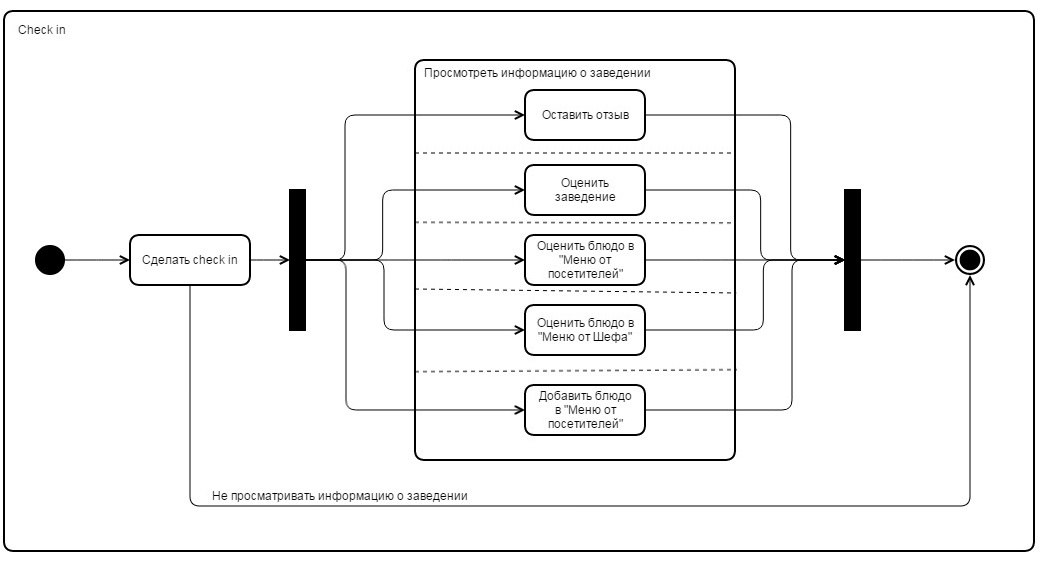 Check in
Просмотреть информацию о заведении
Оставить отзыв
Оценить
заведение
Сделать check in
Оценить блюдо в
"Меню от
посетителей"
Оценить блюдо в
"Меню от Шефа"
Добавить блюдо
в "Меню от
посетителей"
Не просматривать информацию о заведении